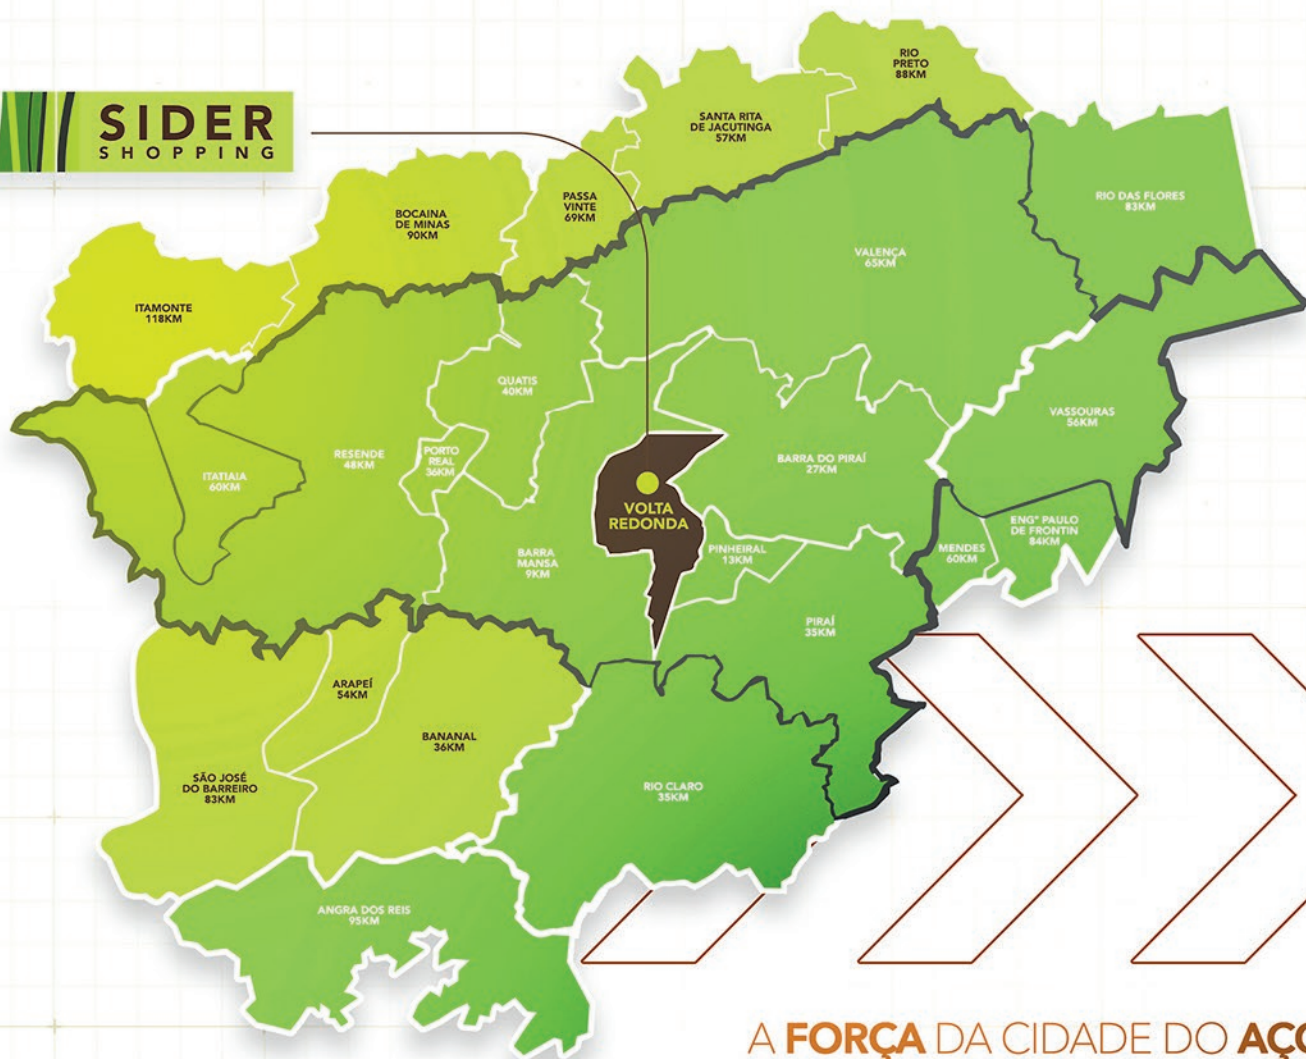 SIDER
SHOPPING
RIO
PRETO
88KM
SANTA RITA
DE JACUTINGA
57KM
PASSA
VINTE
69KM
RIO DAS FLORES
83KM
BOCAINA
DE MINAS
90KM
VALENÇA
65KM
ITAMONTE
118KM
QUATIS
40KM
VASSOURAS
56KM
RESENDE
48KM
PORTO
REAL
36KM
BARRA DO PIRAÍ
27KM
ITATIAIA
60KM
VOLTA
REDONDA
ENGº PAULO
DE FRONTIN
84KM
MENDES
60KM
PINHEIRAL
13KM
BARRA
MANSA
9KM
PIRAÍ
35KM
ARAPEÍ
54KM
BANANAL
36KM
SÃO JOSÉ
DO BARREIRO
83KM
RIO CLARO
35KM
ANGRA DOS REIS
95KM
A FORÇA DA CIDADE DO AÇO